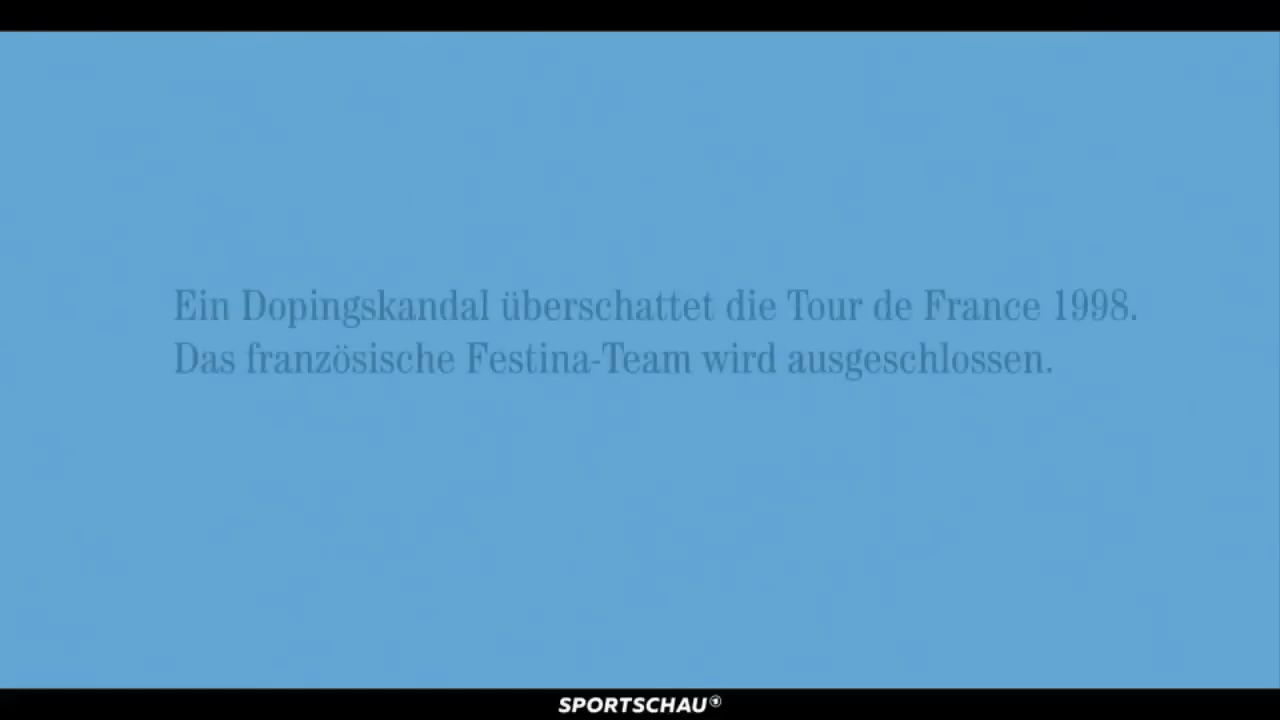 Ein Dopingskandal überschattet die Tour de France 1998.
Das französische Festina-Team wird ausgeschlossen.
SPORTSCHAU